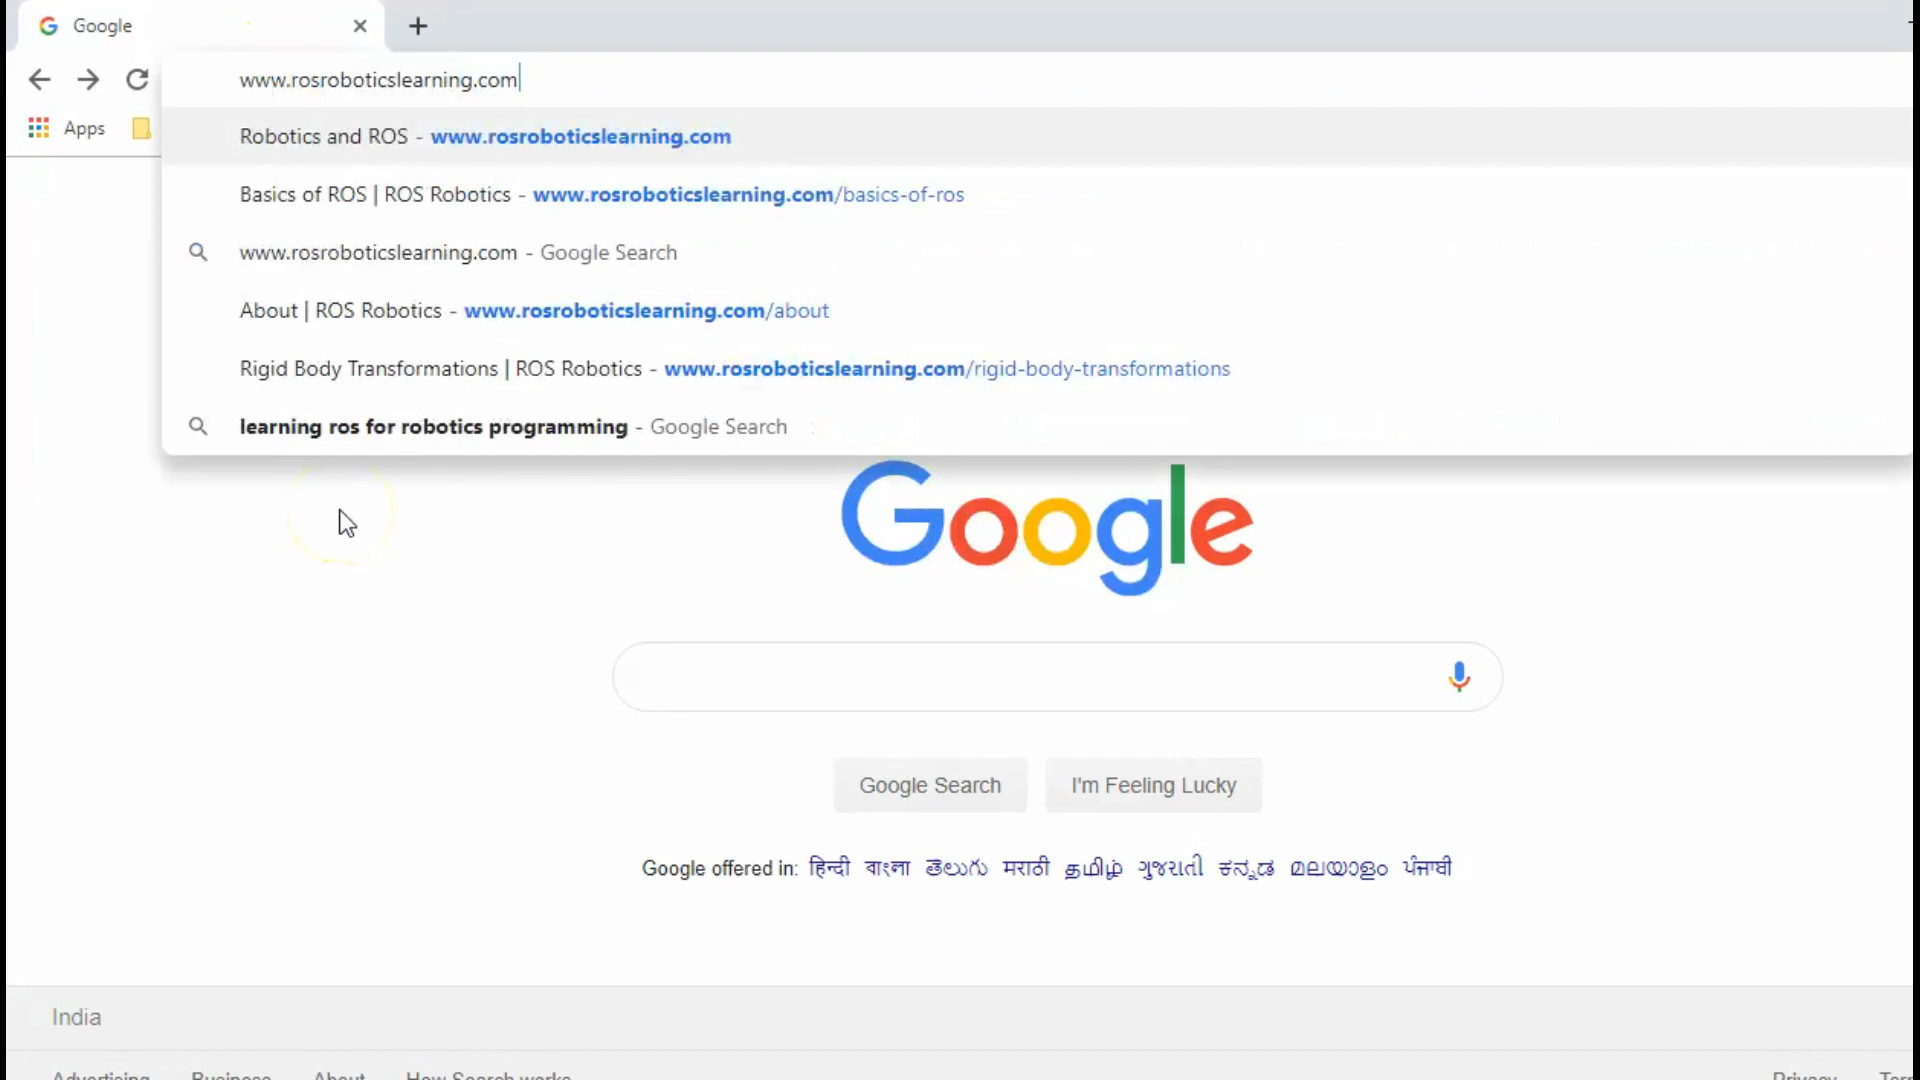 Google
www.rosroboticslearning.com
Apps
Robotics and ROS - www.rosroboticslearning.com
Basics of ROS | ROS Robotics - www.rosroboticslearning.com/basics-of-ros
www.rosroboticslearning.com - Google Search
About | ROS Robotics - www.rosroboticslearning.com/about
Rigid Body Transformations | ROS Robotics - www.rosroboticslearning.com/rigid-body-transformations
learning ros for robotics programming - Google Search
Google
Google Search I'm Feeling Lucky
Google offered in: हिन्दी বাংলা తెలుగు मराठी தமிழ் ગુજરાતી ಕನ್ನಡ മലയാളം ਪੰਜਾਬੀ
India
Advertising Business About How Search works Privacy